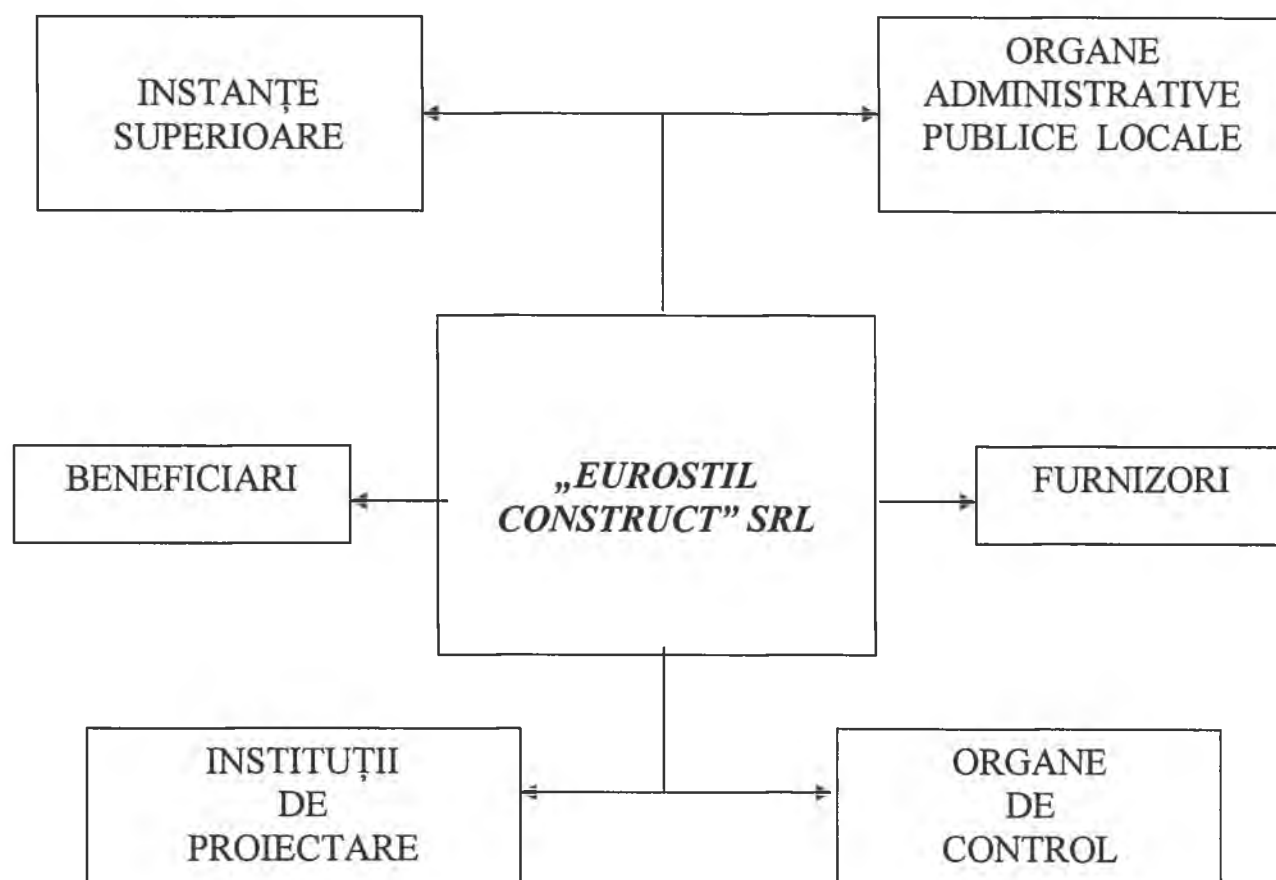 INSTANȚE
SUPERIOARE
ORGANE
ADMINISTRATIVE
PUBLICE LOCALE
BENEFICIARI
„EUROSTIL
CONSTRUCT” SRL
FURNIZORI
INSTITUȚII
DE
PROIECTARE
ORGANE
DE
CONTROL